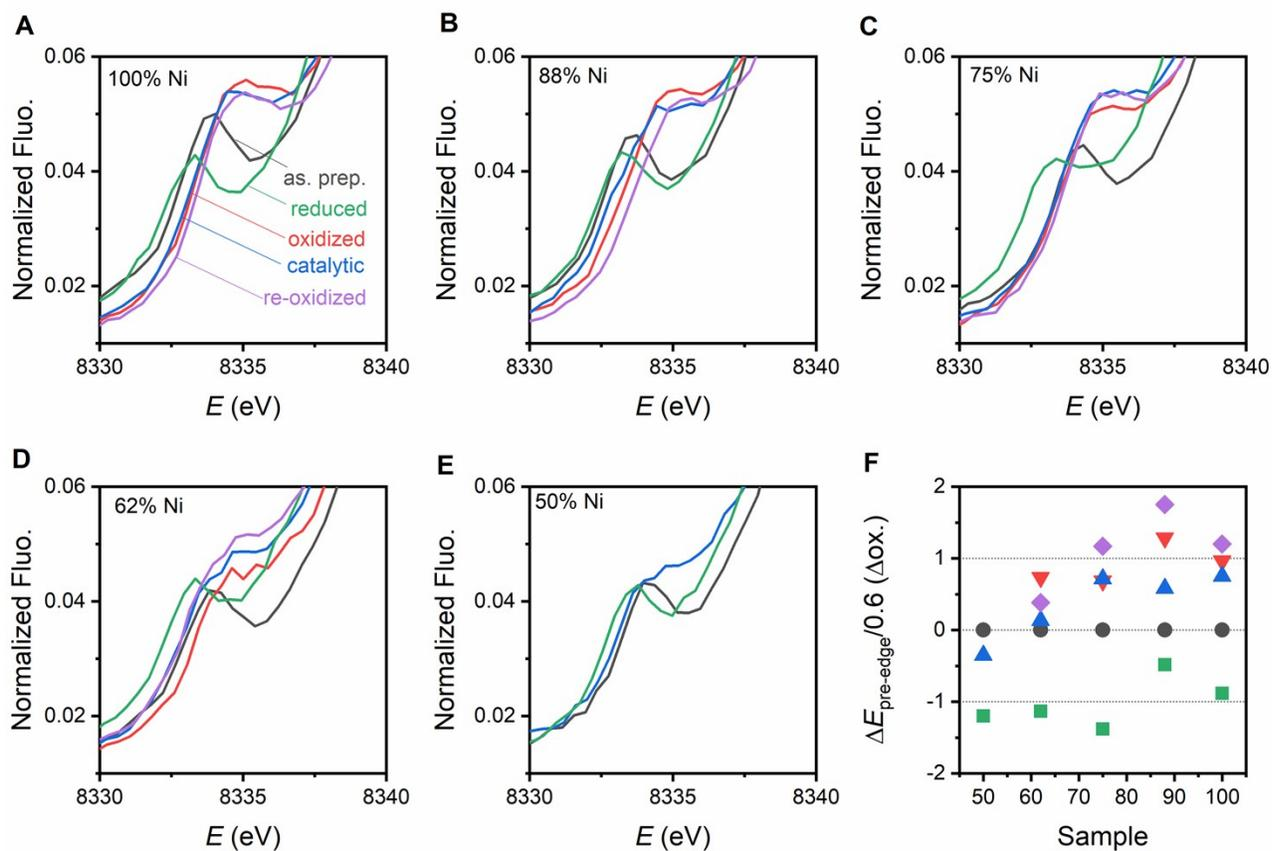 A
100% Ni
0.06
0.04
0.02
Normalized Fluo.
as. prep.
reduced
oxidized
catalytic
re-oxidized
8330
8335
8340
E (eV)
B
88% Ni
0.06
0.04
0.02
Normalized Fluo.
8330
8335
8340
E (eV)
C
75% Ni
0.06
0.04
0.02
Normalized Fluo.
8330
8335
8340
E (eV)
D
62% Ni
0.06
0.04
0.02
Normalized Fluo.
8330
8335
8340
E (eV)
E
50% Ni
0.06
0.04
0.02
Normalized Fluo.
8330
8335
8340
E (eV)
F
2
1
0
-1
-2
ΔEpre-edge/0.6 (Δox.)
50 60 70 80 90 100
Sample